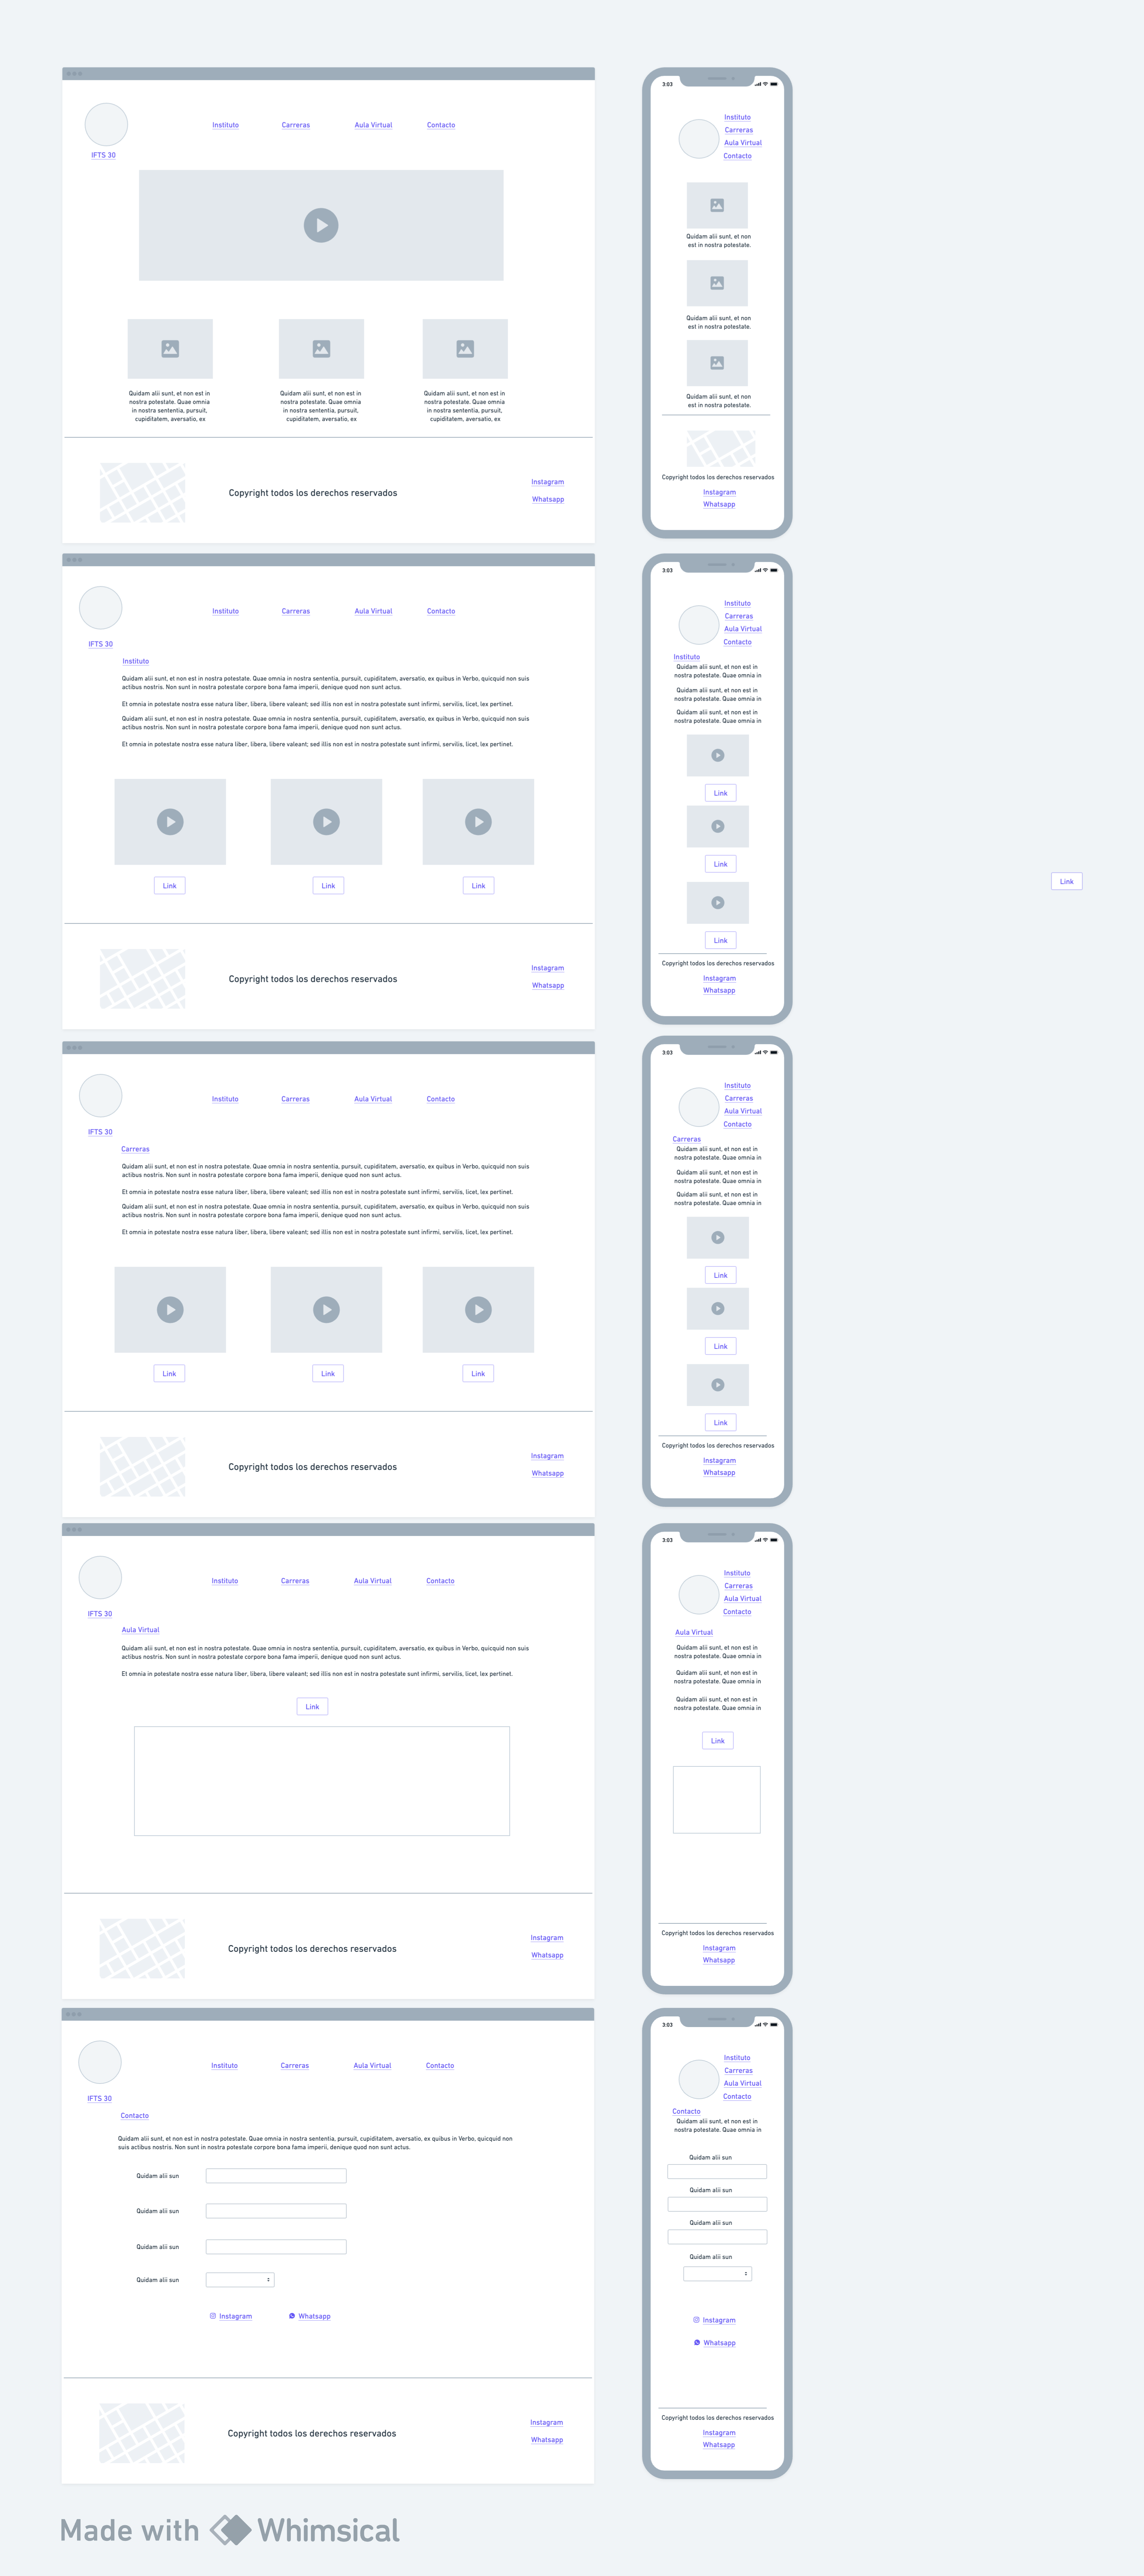 Instituto Carreras Aula Virtual Contacto
IFTS 30
Quidam alii sunt, et non est in
nostra potestate. Quae omnia
in nostra sententia, pursuit,
cupiditatem, aversatio, ex
Quidam alii sunt, et non est in
nostra potestate. Quae omnia
in nostra sententia, pursuit,
cupiditatem, aversatio, ex
Quidam alii sunt, et non est in
nostra potestate. Quae omnia
in nostra sententia, pursuit,
cupiditatem, aversatio, ex
Copyright todos los derechos reservados
Instagram
Whatsapp
3:03
Instituto
Carreras
Aula Virtual
Contacto
Quidam alii sunt, et non
est in nostra potestate.
Quidam alii sunt, et non
est in nostra potestate.
Quidam alii sunt, et non
est in nostra potestate.
Copyright todos los derechos reservados
Instagram
Whatsapp
Instituto Carreras Aula Virtual Contacto
IFTS 30
Instituto
Quidam alii sunt, et non est in nostra potestate. Quae omnia in nostra sententia, pursuit, cupiditatem, aversatio, ex quibus in Verbo, quicquid non suis
actibus nostris. Non sunt in nostra potestate corpore bona fama imperii, denique quod non sunt actus.
Et omnia in potestate nostra esse natura liber, libera, libere valeant; sed illis non est in nostra potestate sunt infirmi, servilis, licet, lex pertinet.
Quidam alii sunt, et non est in nostra potestate. Quae omnia in nostra sententia, pursuit, cupiditatem, aversatio, ex quibus in Verbo, quicquid non suis
actibus nostris. Non sunt in nostra potestate corpore bona fama imperii, denique quod non sunt actus.
Et omnia in potestate nostra esse natura liber, libera, libere valeant; sed illis non est in nostra potestate sunt infirmi, servilis, licet, lex pertinet.
Link Link Link
Copyright todos los derechos reservados
Instagram
Whatsapp
3:03
Instituto
Carreras
Aula Virtual
Contacto
Instituto
Quidam alii sunt, et non est in
nostra potestate. Quae omnia in
Quidam alii sunt, et non est in
nostra potestate. Quae omnia in
Quidam alii sunt, et non est in
nostra potestate. Quae omnia in
Link
Link
Link
Copyright todos los derechos reservados
Instagram
Whatsapp
Link
Instituto Carreras Aula Virtual Contacto
IFTS 30
Carreras
Quidam alii sunt, et non est in nostra potestate. Quae omnia in nostra sententia, pursuit, cupiditatem, aversatio, ex quibus in Verbo, quicquid non suis
actibus nostris. Non sunt in nostra potestate corpore bona fama imperii, denique quod non sunt actus.
Et omnia in potestate nostra esse natura liber, libera, libere valeant; sed illis non est in nostra potestate sunt infirmi, servilis, licet, lex pertinet.
Quidam alii sunt, et non est in nostra potestate. Quae omnia in nostra sententia, pursuit, cupiditatem, aversatio, ex quibus in Verbo, quicquid non suis
actibus nostris. Non sunt in nostra potestate corpore bona fama imperii, denique quod non sunt actus.
Et omnia in potestate nostra esse natura liber, libera, libere valeant; sed illis non est in nostra potestate sunt infirmi, servilis, licet, lex pertinet.
Link Link Link
Copyright todos los derechos reservados
Instagram
Whatsapp
3:03
Instituto
Carreras
Aula Virtual
Contacto
Carreras
Quidam alii sunt, et non est in
nostra potestate. Quae omnia in
Quidam alii sunt, et non est in
nostra potestate. Quae omnia in
Quidam alii sunt, et non est in
nostra potestate. Quae omnia in
Link
Link
Link
Copyright todos los derechos reservados
Instagram
Whatsapp
Instituto Carreras Aula Virtual Contacto
IFTS 30
Aula Virtual
Quidam alii sunt, et non est in nostra potestate. Quae omnia in nostra sententia, pursuit, cupiditatem, aversatio, ex quibus in Verbo, quicquid non suis
actibus nostris. Non sunt in nostra potestate corpore bona fama imperii, denique quod non sunt actus.
Et omnia in potestate nostra esse natura liber, libera, libere valeant; sed illis non est in nostra potestate sunt infirmi, servilis, licet, lex pertinet.
Link
Copyright todos los derechos reservados
Instagram
Whatsapp
3:03
Instituto
Carreras
Aula Virtual
Contacto
Aula Virtual
Quidam alii sunt, et non est in
nostra potestate. Quae omnia in
Quidam alii sunt, et non est in
nostra potestate. Quae omnia in
Quidam alii sunt, et non est in
nostra potestate. Quae omnia in
Link
Copyright todos los derechos reservados
Instagram
Whatsapp
Instituto Carreras Aula Virtual Contacto
IFTS 30
Contacto
Quidam alii sunt, et non est in nostra potestate. Quae omnia in nostra sententia, pursuit, cupiditatem, aversatio, ex quibus in Verbo, quicquid non
suis actibus nostris. Non sunt in nostra potestate corpore bona fama imperii, denique quod non sunt actus.
Quidam alii sun
Quidam alii sun
Quidam alii sun
Quidam alii sun
Instagram Whatsapp
Copyright todos los derechos reservados
Instagram
Whatsapp
3:03
Instituto
Carreras
Aula Virtual
Contacto
Contacto
Quidam alii sunt, et non est in
nostra potestate. Quae omnia in
Quidam alii sun
Quidam alii sun
Quidam alii sun
Quidam alii sun
Instagram
Whatsapp
Copyright todos los derechos reservados
Instagram
Whatsapp
Made with Whimsical